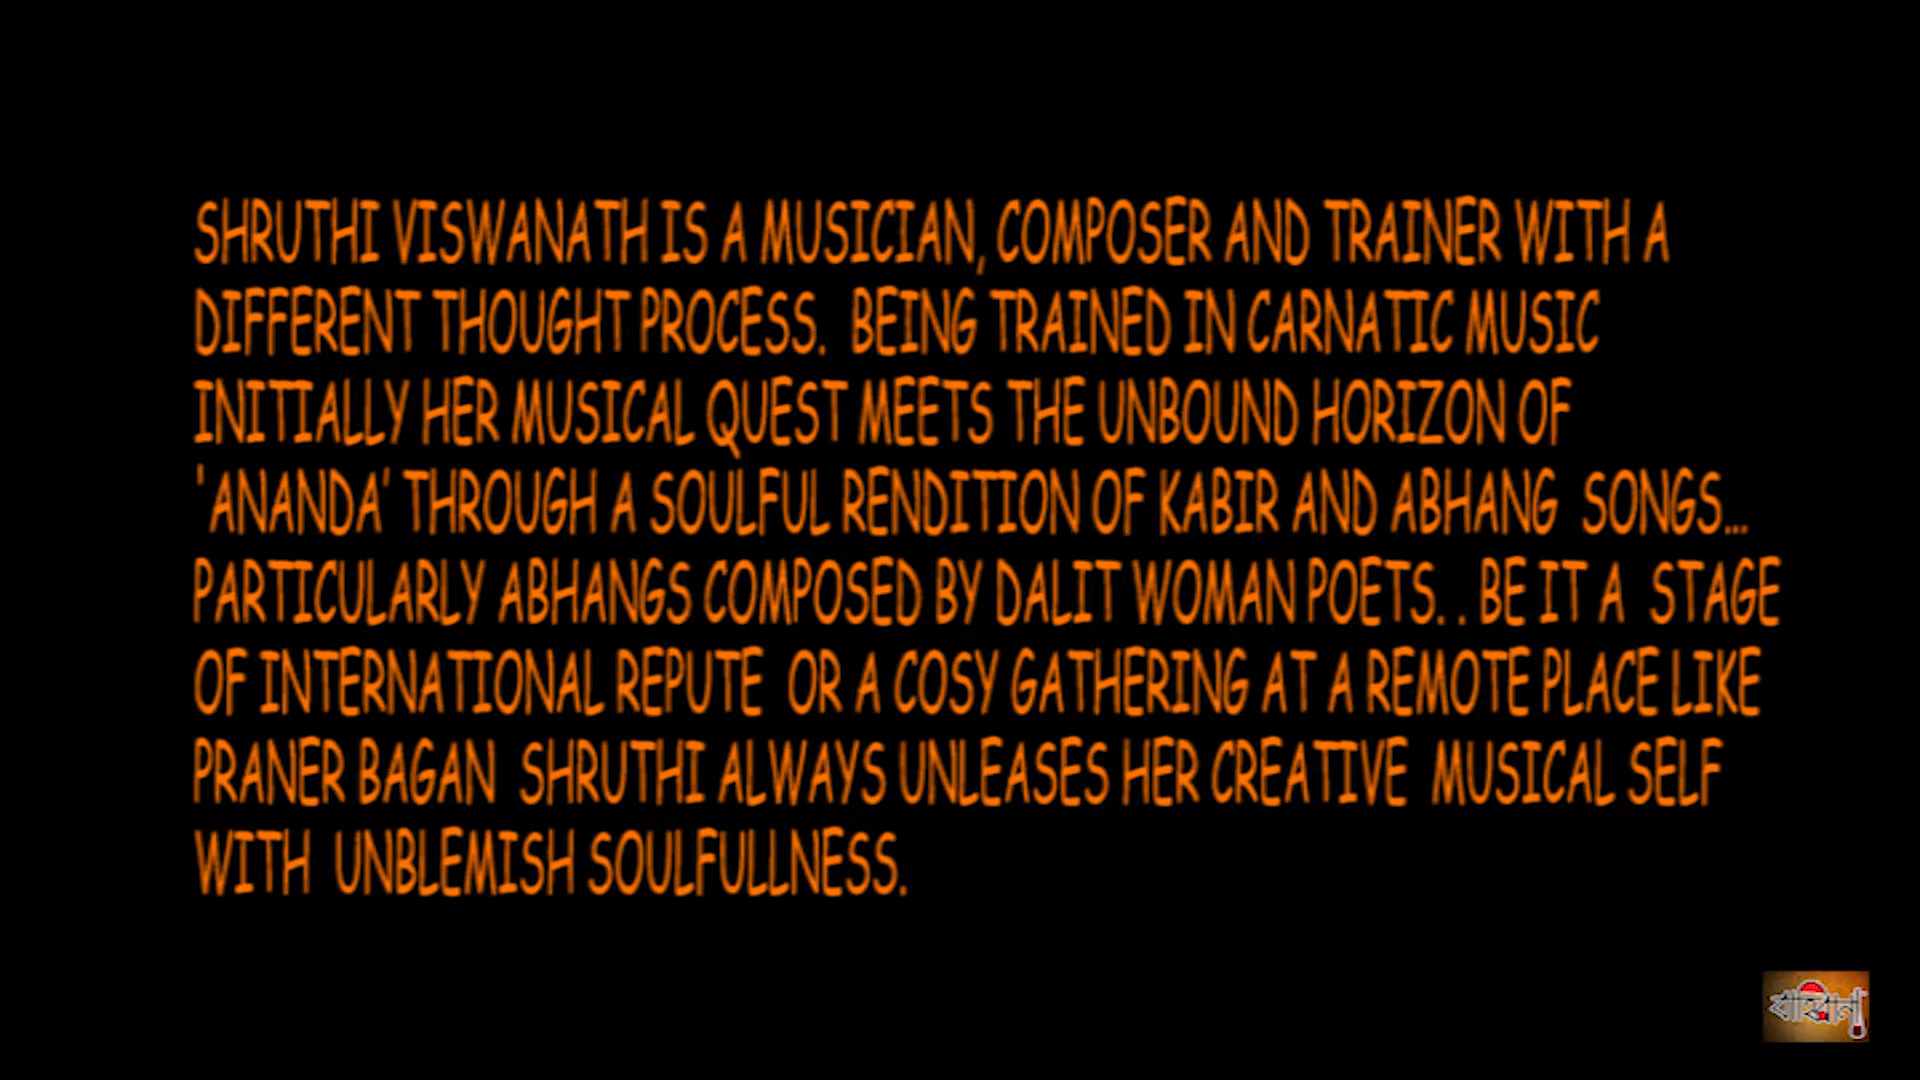 SHRUTHI VISWANATH IS A MUSICIAN, COMPOSER AND TRAINER WITH A
DIFFERENT THOUGHT PROCESS.  BEING TRAINED IN CARNATIC MUSIC
INITIALLY HER MUSICAL QUEST MEETS THE UNBOUND HORIZON OF
'ANANDA' THROUGH A SOULFUL RENDITION OF KABIR AND ABHANG  SONGS...
PARTICULARLY ABHANGS COMPOSED BY DALIT WOMAN POETS. . BE IT A  STAGE
OF INTERNATIONAL REPUTE  OR A COSY GATHERING AT A REMOTE PLACE LIKE
PRANER BAGAN  SHRUTHI ALWAYS UNLEASES HER CREATIVE  MUSICAL SELF
WITH  UNBLEMISH SOULFULLNESS.